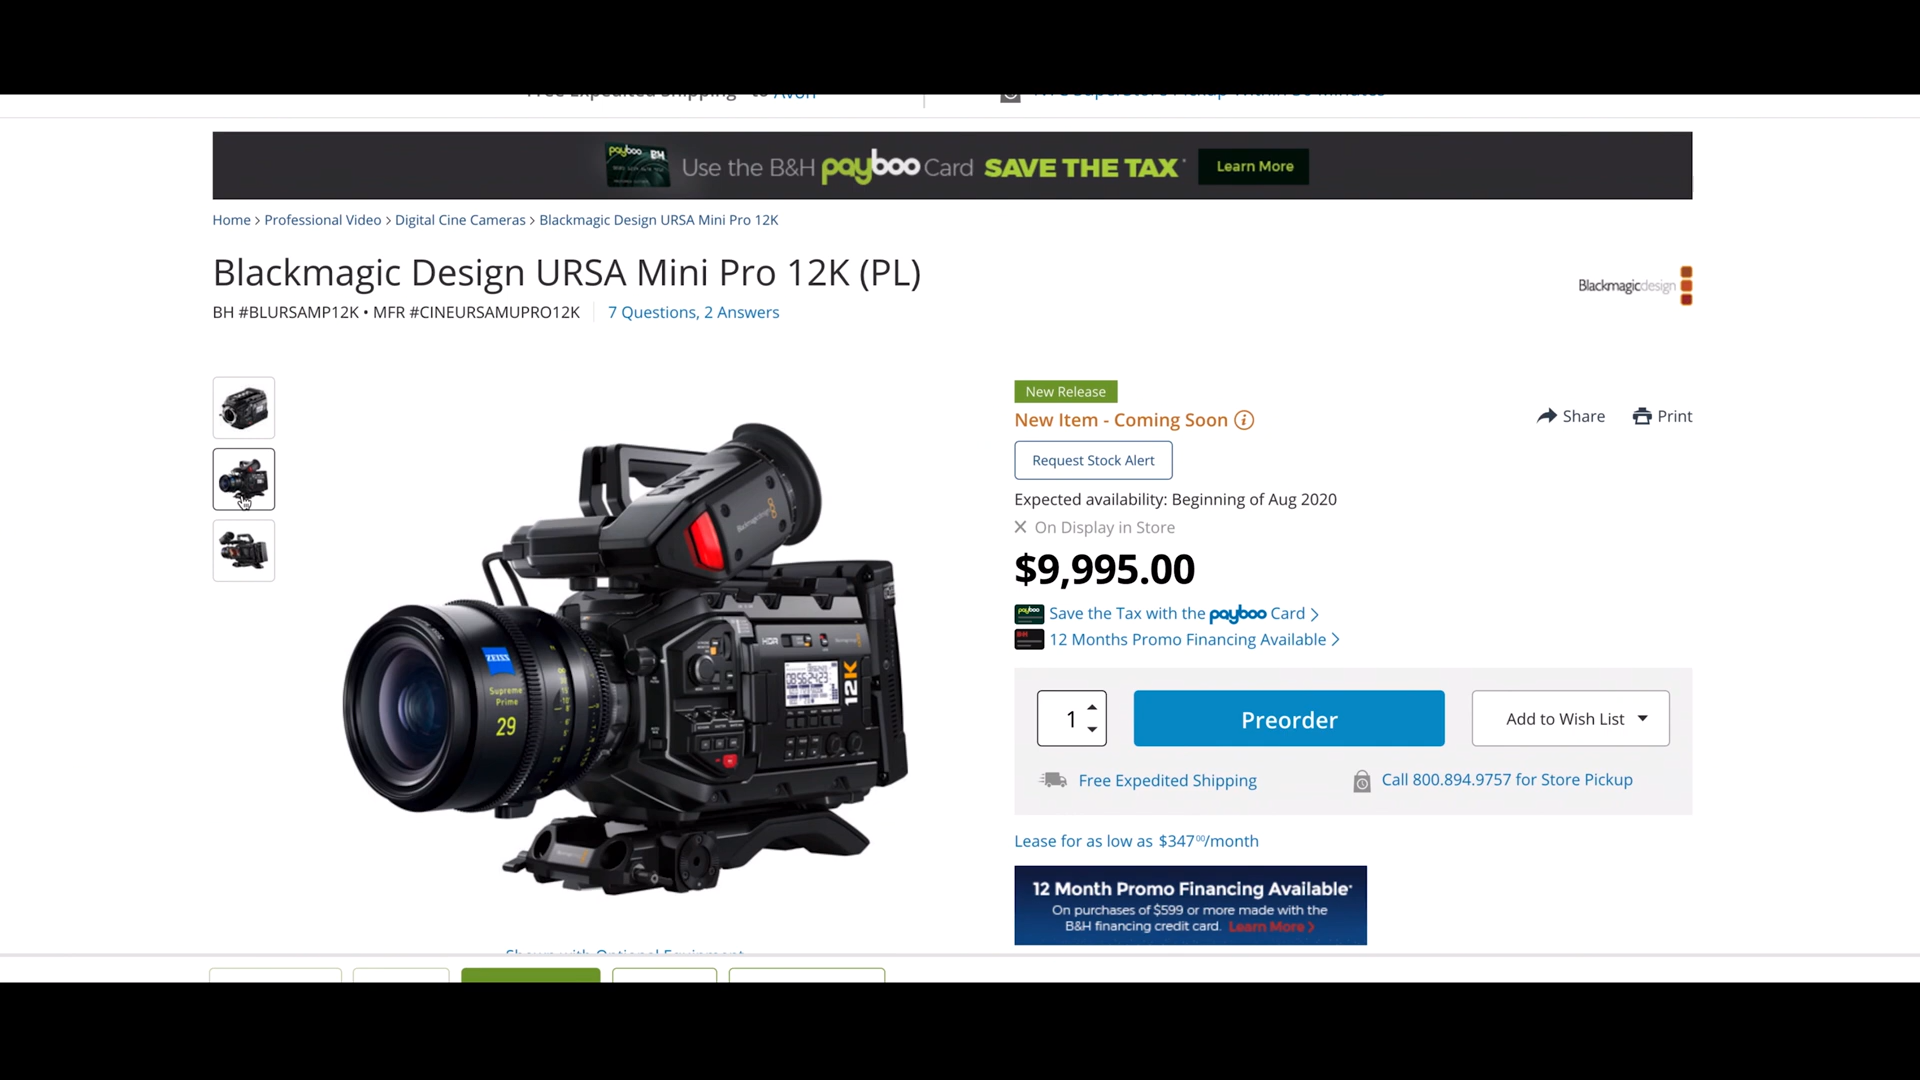 Use the B&H payboo Card SAVE THE TAX* Learn More
Home > Professional Video > Digital Cine Cameras > Blackmagic Design URSA Mini Pro 12K
Blackmagic Design URSA Mini Pro 12K (PL)
BH #BLURSAMP12K • MFR #CINEURSAMUPRO12K 7 Questions, 2 Answers
Blackmagicdesign
New Release
New Item - Coming Soon
Share Print
Request Stock Alert
Expected availability: Beginning of Aug 2020
On Display in Store
$9,995.00
Save the Tax with the payboo Card >
12 Months Promo Financing Available >
ZEISS
Supreme
Prime
29
HDR
12K
1 Preorder Add to Wish List
Free Expedited Shipping Call 800.894.9757 for Store Pickup
Lease for as low as $347⁰⁰/month
12 Month Promo Financing Available*
On purchases of $599 or more made with the
B&H financing credit card. Learn More >